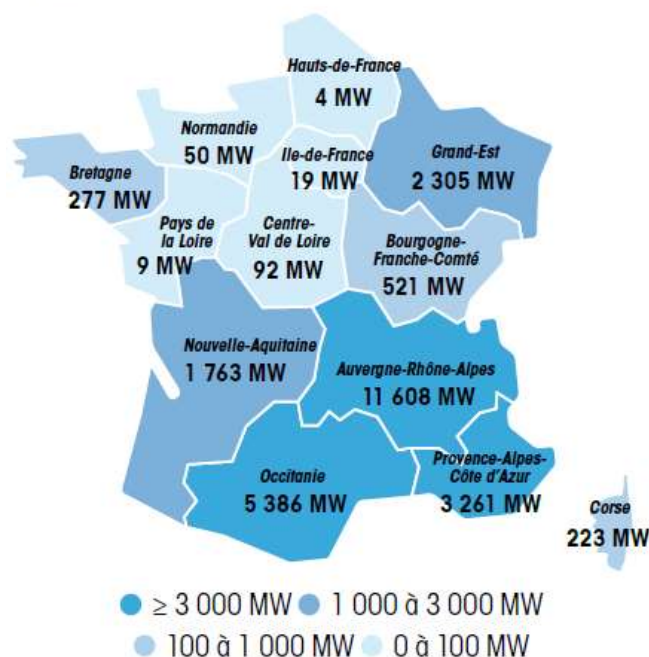 Hauts-de-France
4 MW
Normandie
50 MW
Ile-de-France
19 MW
Grand-Est
2 305 MW
Bretagne
277 MW
Pays de
la Loire
9 MW
Centre-
Val de Loire
92 MW
Bourgogne-
Franche-Comté
521 MW
Nouvelle-Aquitaine
1 763 MW
Auvergne-Rhône-Alpes
11 608 MW
Occitanie
5 386 MW
Provence-Alpes-
Côte d'Azur
3 261 MW
Corse
223 MW
≥ 3 000 MW
1 000 à 3 000 MW
100 à 1 000 MW
0 à 100 MW